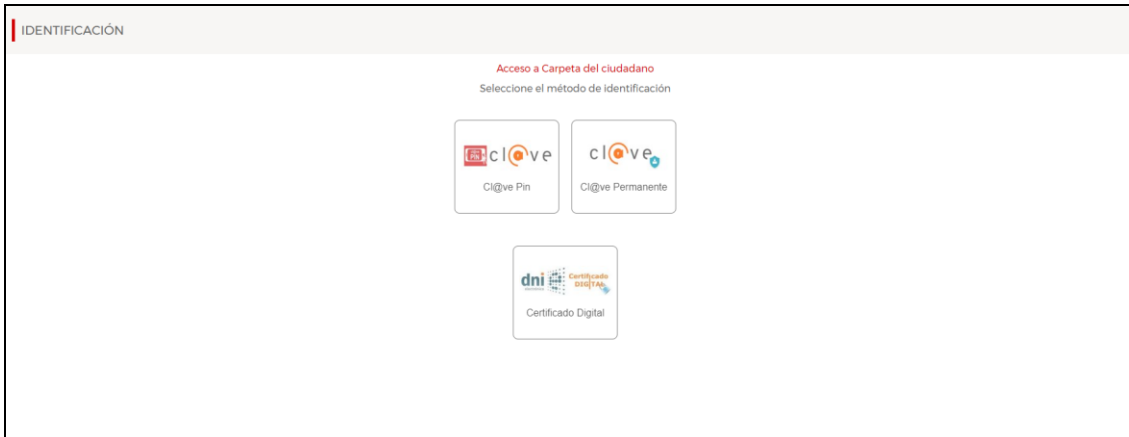 IDENTIFICACIÓN
Acceso a Carpeta del ciudadano
Seleccione el método de identificación
PIN cl@ve
cl@ve
Cl@ve Pin
Cl@ve Permanente
dni e Certificado
DIGITAL
Certificado Digital